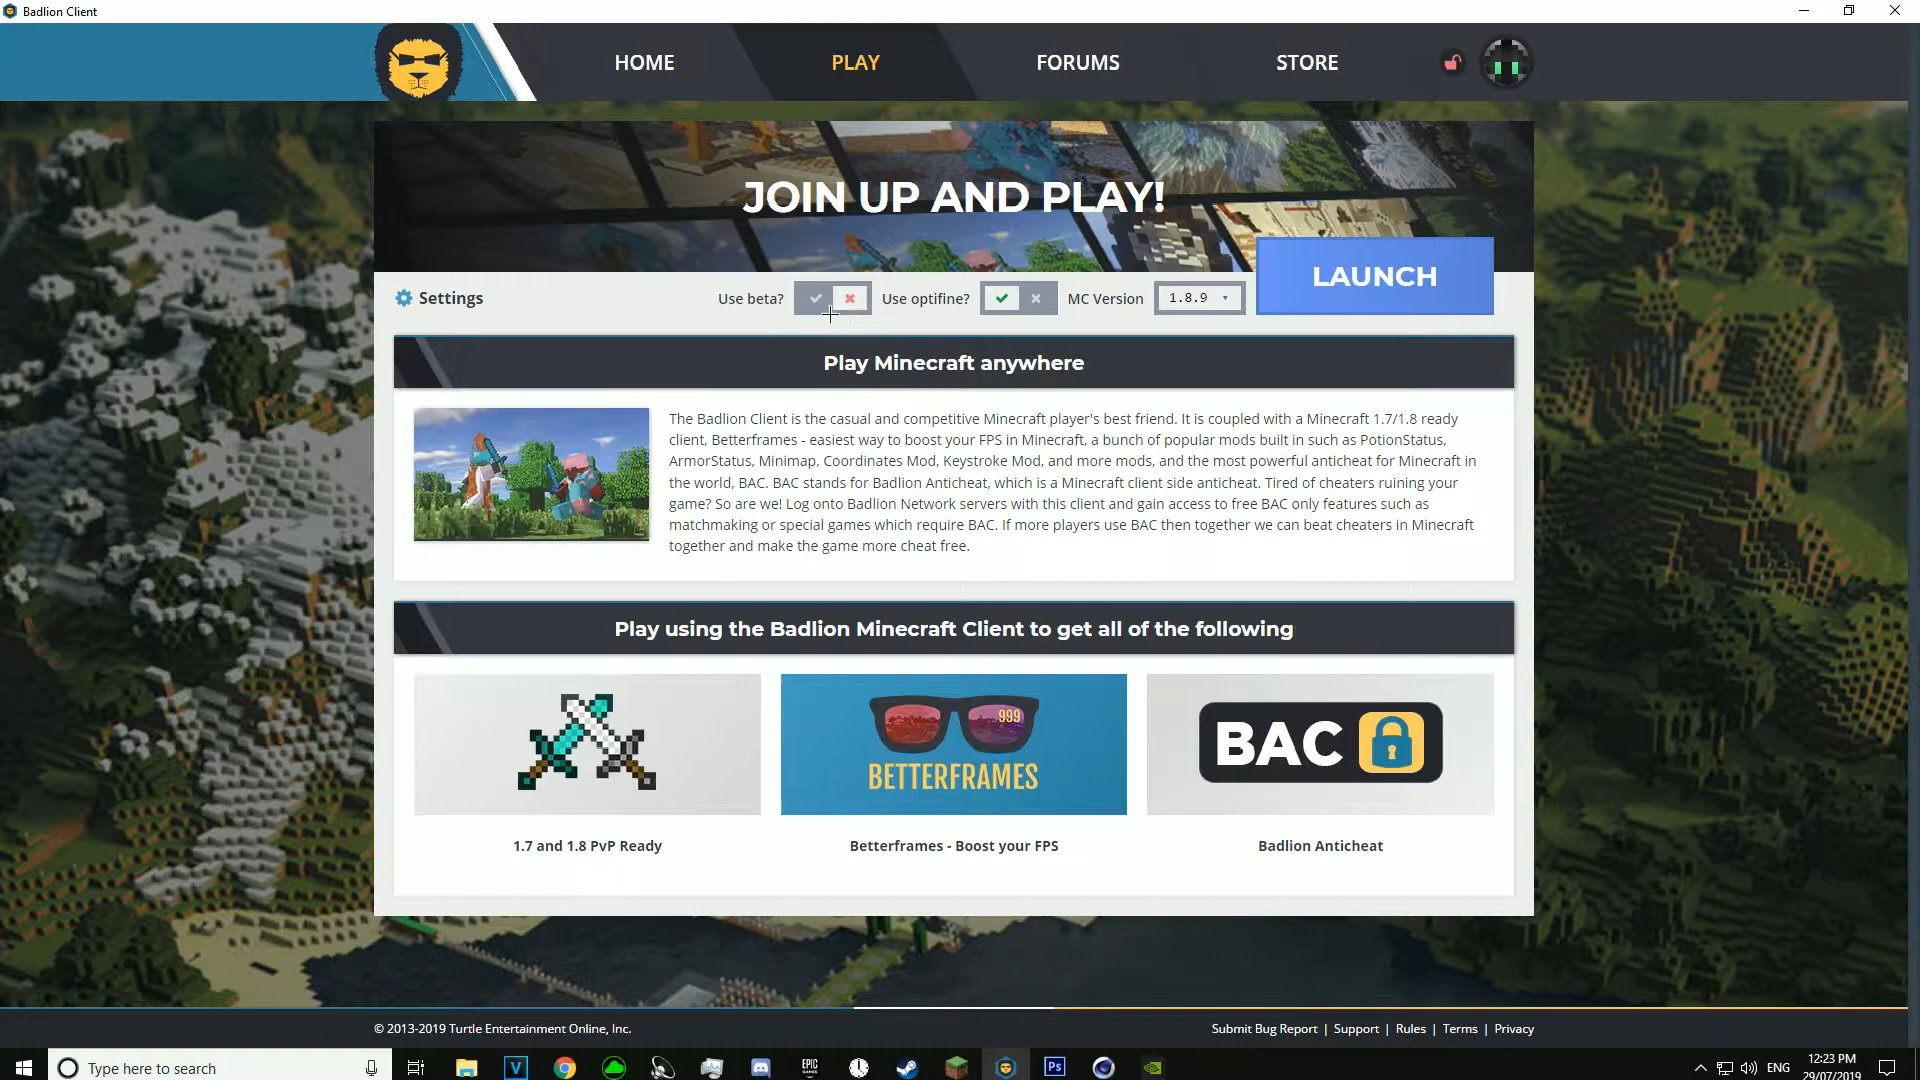 Badlion Client
HOME
PLAY
FORUMS
STORE
JOIN UP AND PLAY!
LAUNCH
Settings
Use beta?
Use optifine?
MC Version
1.8.9
Play Minecraft anywhere
The Badlion Client is the casual and competitive Minecraft player's best friend. It is coupled with a Minecraft 1.7/1.8 ready
client, Betterframes - easiest way to boost your FPS in Minecraft, a bunch of popular mods built in such as PotionStatus,
ArmorStatus, Minimap, Coordinates Mod, Keystroke Mod, and more mods, and the most powerful anticheat for Minecraft in
the world, BAC. BAC stands for Badlion Anticheat, which is a Minecraft client side anticheat. Tired of cheaters ruining your
game? So are we! Log onto Badlion Network servers with this client and gain access to free BAC only features such as
matchmaking or special games which require BAC. If more players use BAC then together we can beat cheaters in Minecraft
together and make the game more cheat free.
Play using the Badlion Minecraft Client to get all of the following
999
BETTERFRAMES
BAC
1.7 and 1.8 PvP Ready
Betterframes - Boost your FPS
Badlion Anticheat
© 2013-2019 Turtle Entertainment Online, Inc.
Submit Bug Report | Support | Rules | Terms | Privacy
Type here to search
V
EPIC
GAMES
Ps
ENG
12:23 PM
29/07/2019